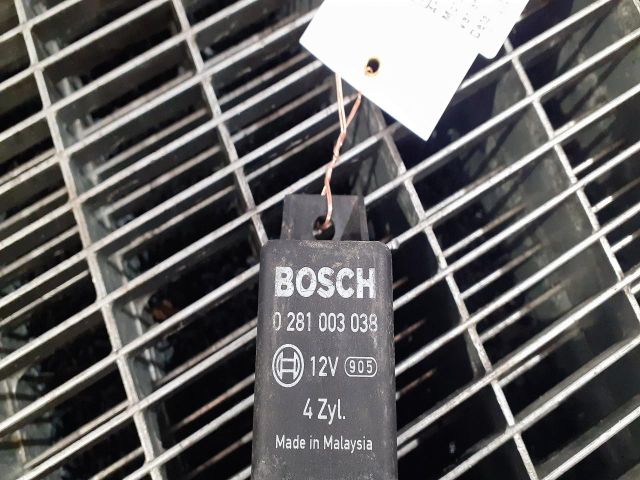 BOSCH
0 281 003 038
12V 905
4 Zyl.
Made in Malaysia